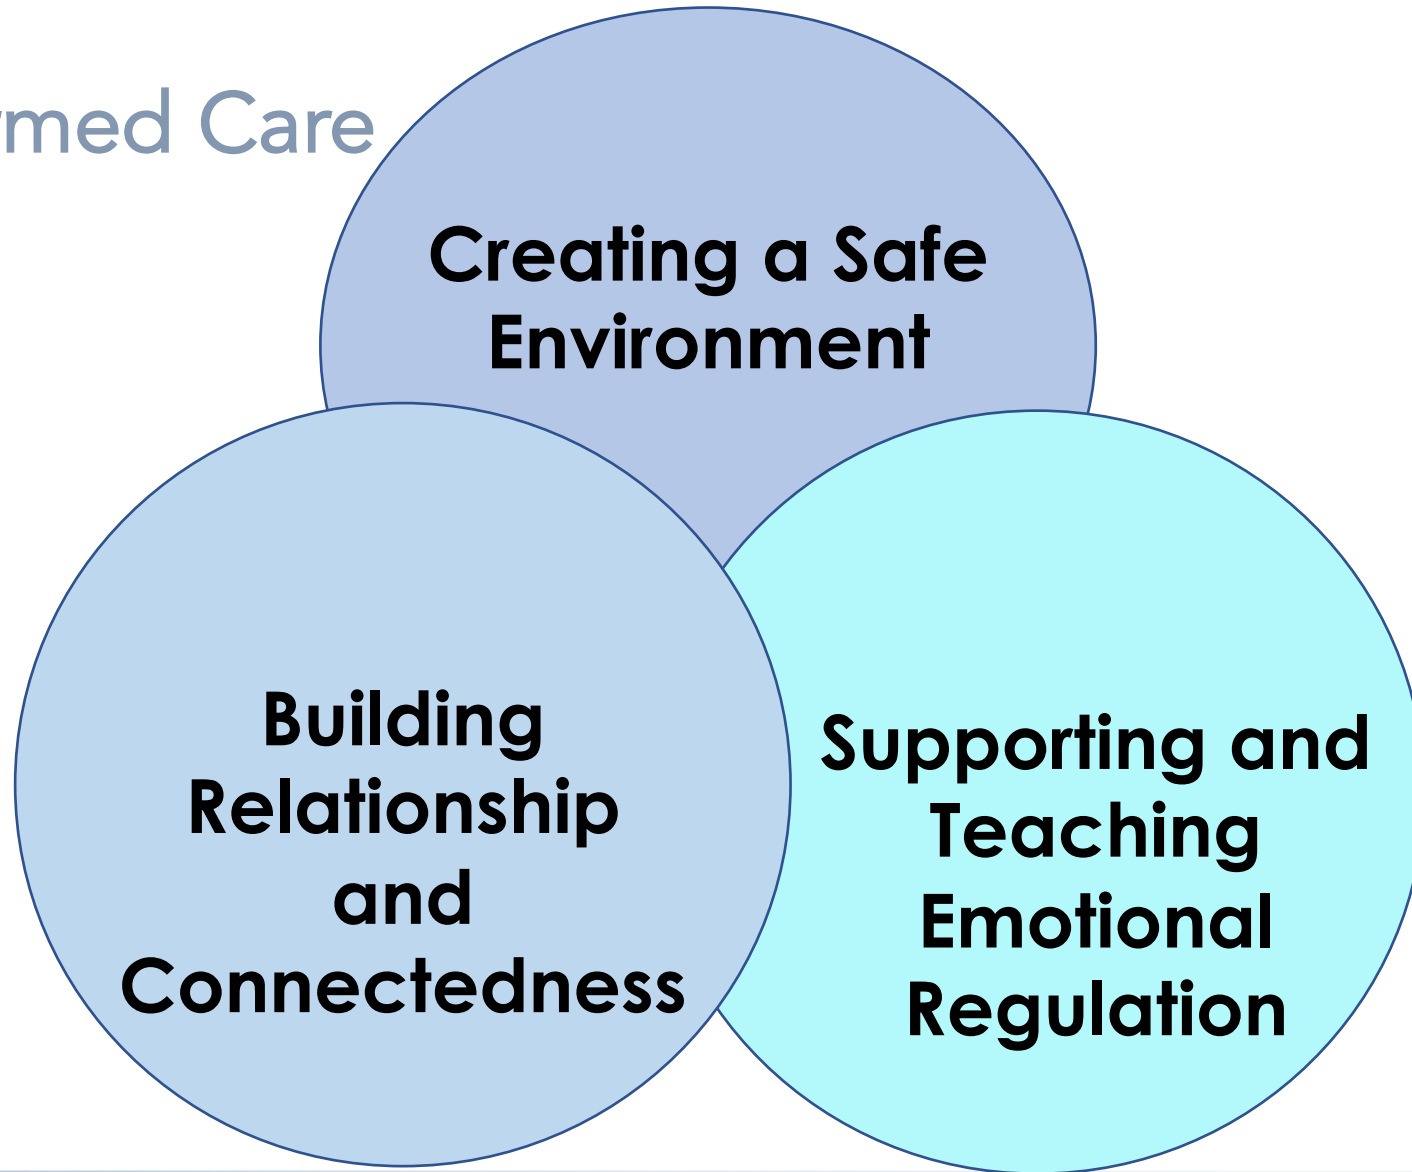 rmed Care
Creating a Safe
Environment
Building
Relationship
and
Connectedness
Supporting and
Teaching
Emotional
Regulation